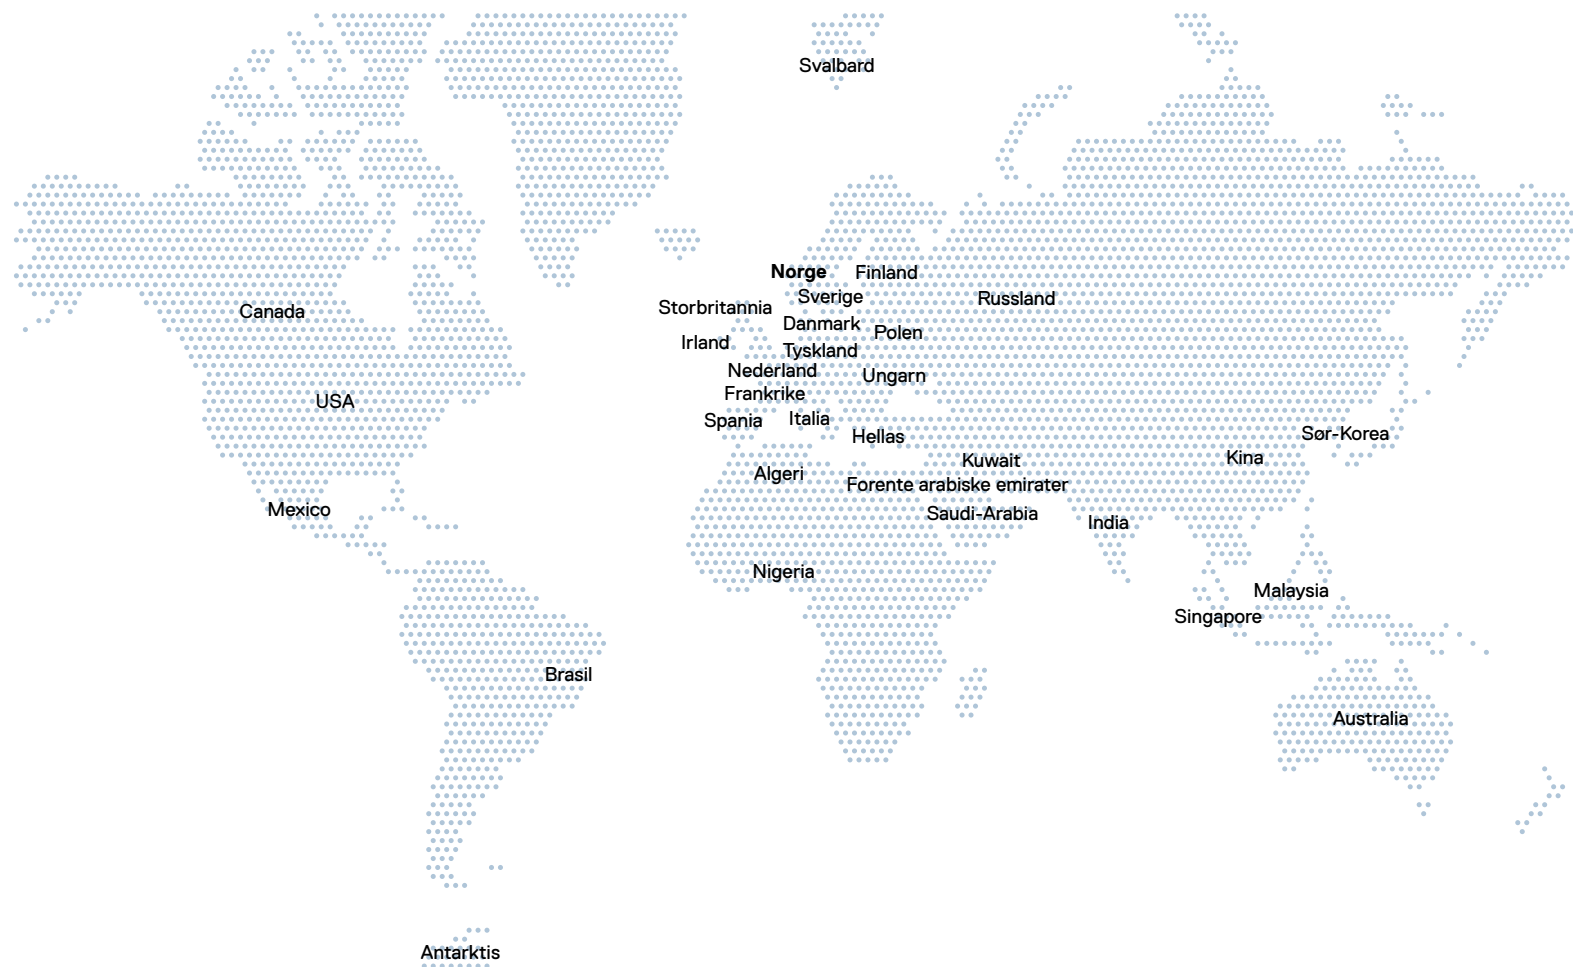 Svalbard
Norge
Finland
Sverige
Russland
Storbritannia
Canada
Danmark
Polen
Irland
Tyskland
Nederland
Ungarn
Frankrike
USA
Italia
Spania
Sør-Korea
Hellas
Kina
Kuwait
Algeri
Forente arabiske emirater
Mexico
Saudi-Arabia
India
Nigeria
Malaysia
Singapore
Brasil
Australia
Antarktis